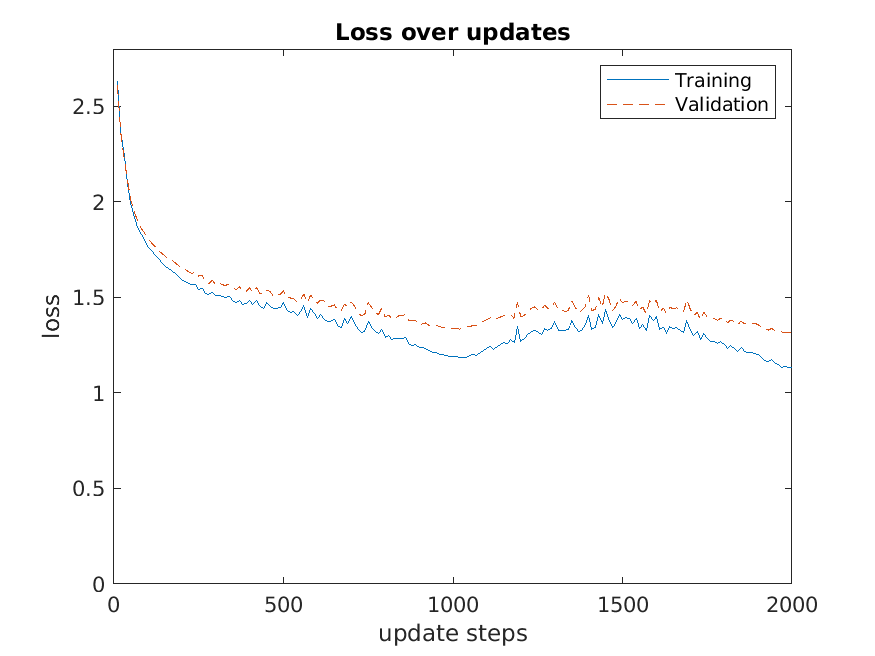 Loss over updates
Training
Validation
2.5
2
1.5
1
0.5
0
loss
0 500 1000 1500 2000
update steps